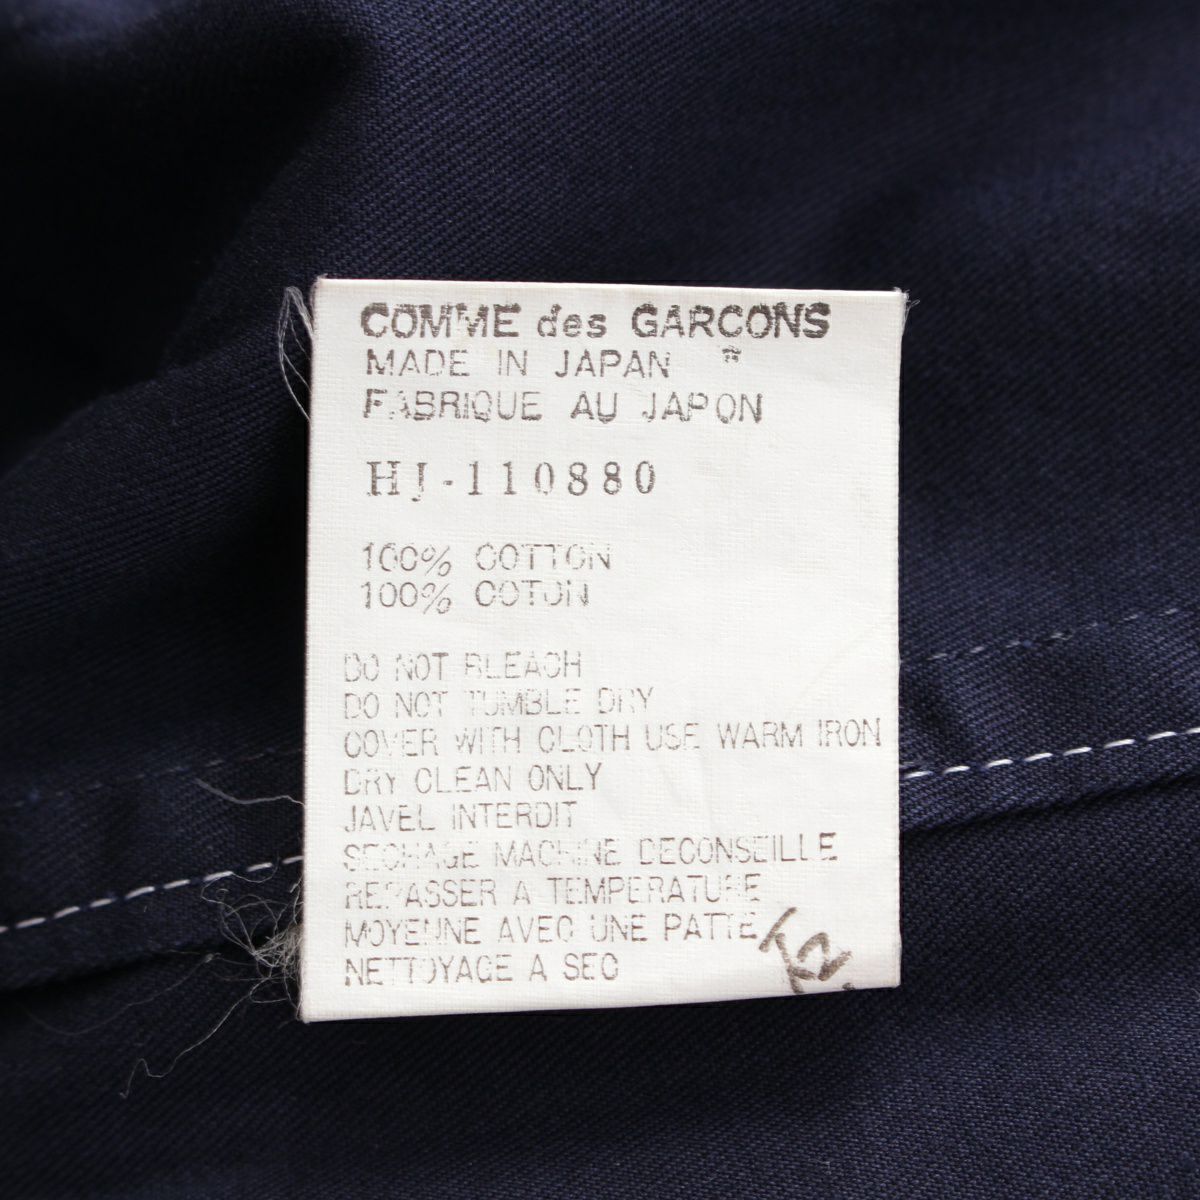 COMME des GARCONS
MADE IN JAPAN
FABRIQUE AU JAPON
HJ-110880
100% COTTON
100% COTON
DO NOT BLEACH
DO NOT TUMBLE DRY
COVER WITH CLOTH USE WARM IRON
DRY CLEAN ONLY
JAVEL INTERDIT
SECHAGE MACHINE DECONSEILLE
REPASSER A TEMPERATURE
MOYENNE AVEC UNE PATTE
NETTOYAGE A SEC